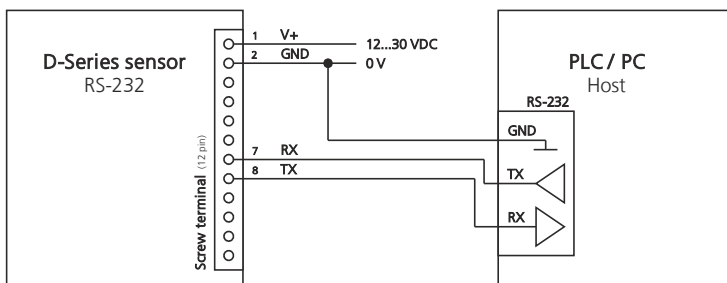 D-Series sensor
RS-232
Screw terminal (12 pin)
1 V+ 12...30 VDC
2 GND 0 V
7 RX
8 TX
PLC / PC
Host
RS-232
GND
TX
RX